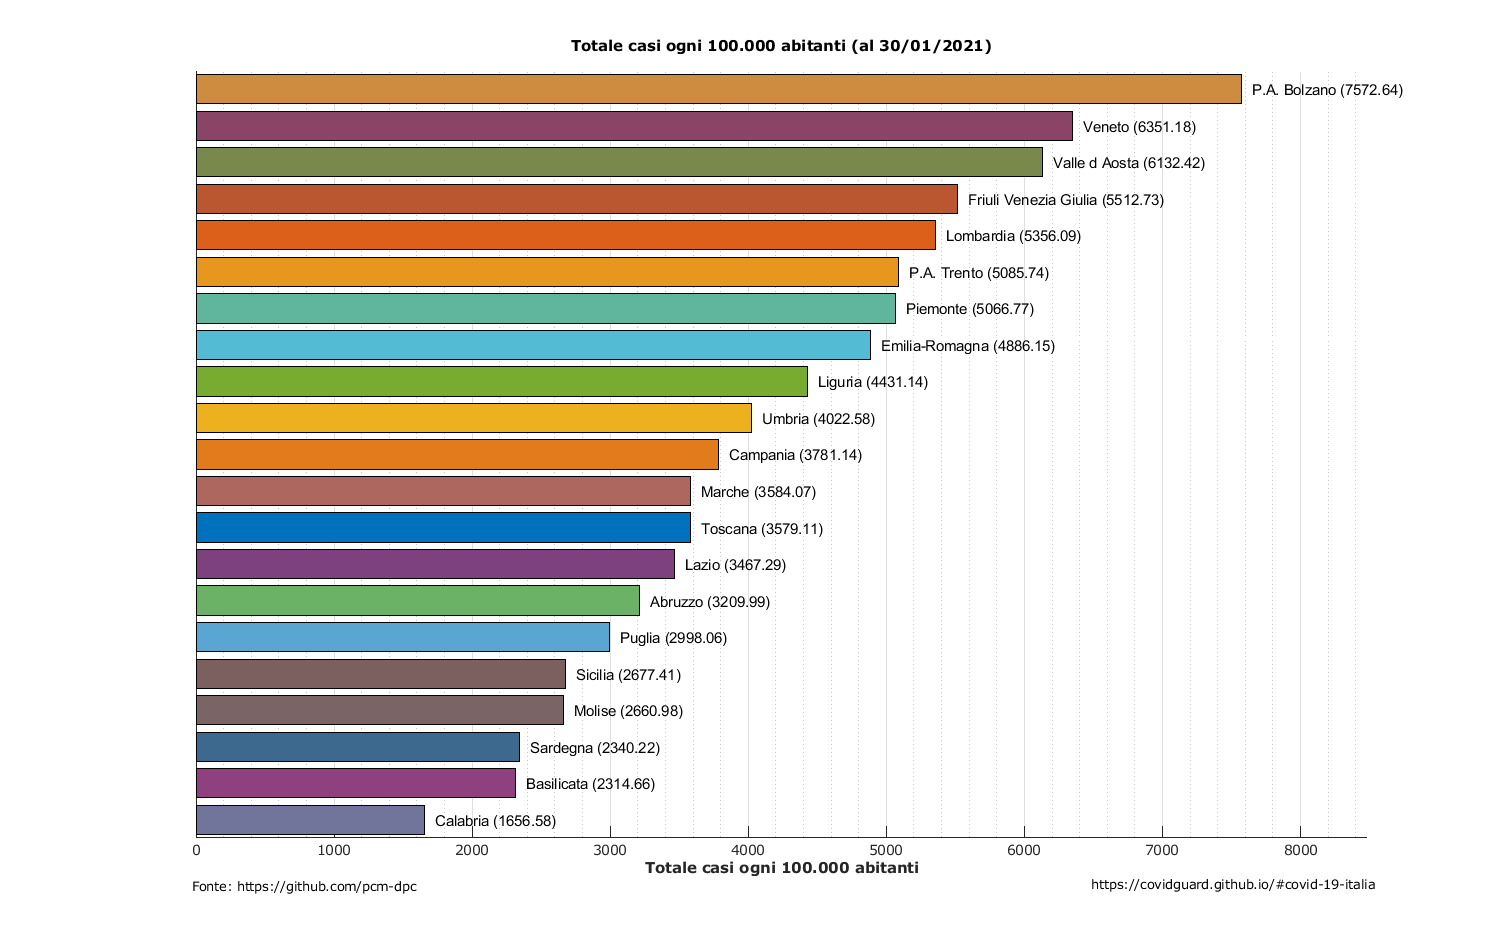 Totale casi ogni 100.000 abitanti (al 30/01/2021)
P.A. Bolzano (7572.64)
Veneto (6351.18)
Valle d Aosta (6132.42)
Friuli Venezia Giulia (5512.73)
Lombardia (5356.09)
P.A. Trento (5085.74)
Piemonte (5066.77)
Emilia-Romagna (4886.15)
Liguria (4431.14)
Umbria (4022.58)
Campania (3781.14)
Marche (3584.07)
Toscana (3579.11)
Lazio (3467.29)
Abruzzo (3209.99)
Puglia (2998.06)
Sicilia (2677.41)
Molise (2660.98)
Sardegna (2340.22)
Basilicata (2314.66)
Calabria (1656.58)
0 1000 2000 3000 4000 5000 6000 7000 8000
Totale casi ogni 100.000 abitanti
Fonte: https://github.com/pcm-dpc
https://covidguard.github.io/#covid-19-italia